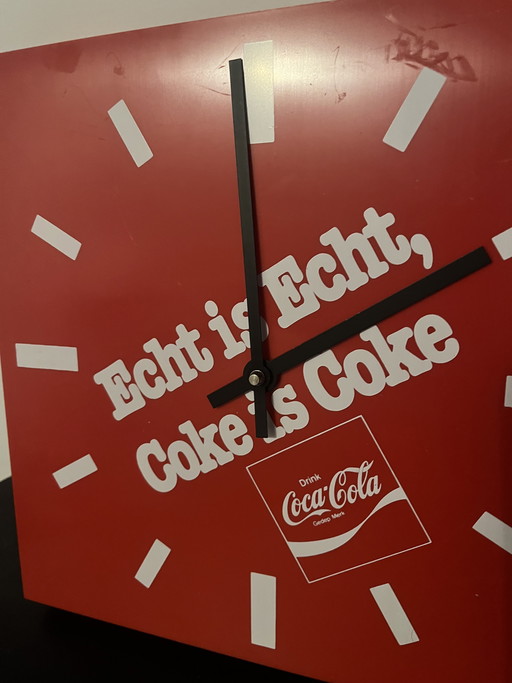 Echt is Echt,
Coke is Coke
Drink
Coca-Cola
Gedep Merk